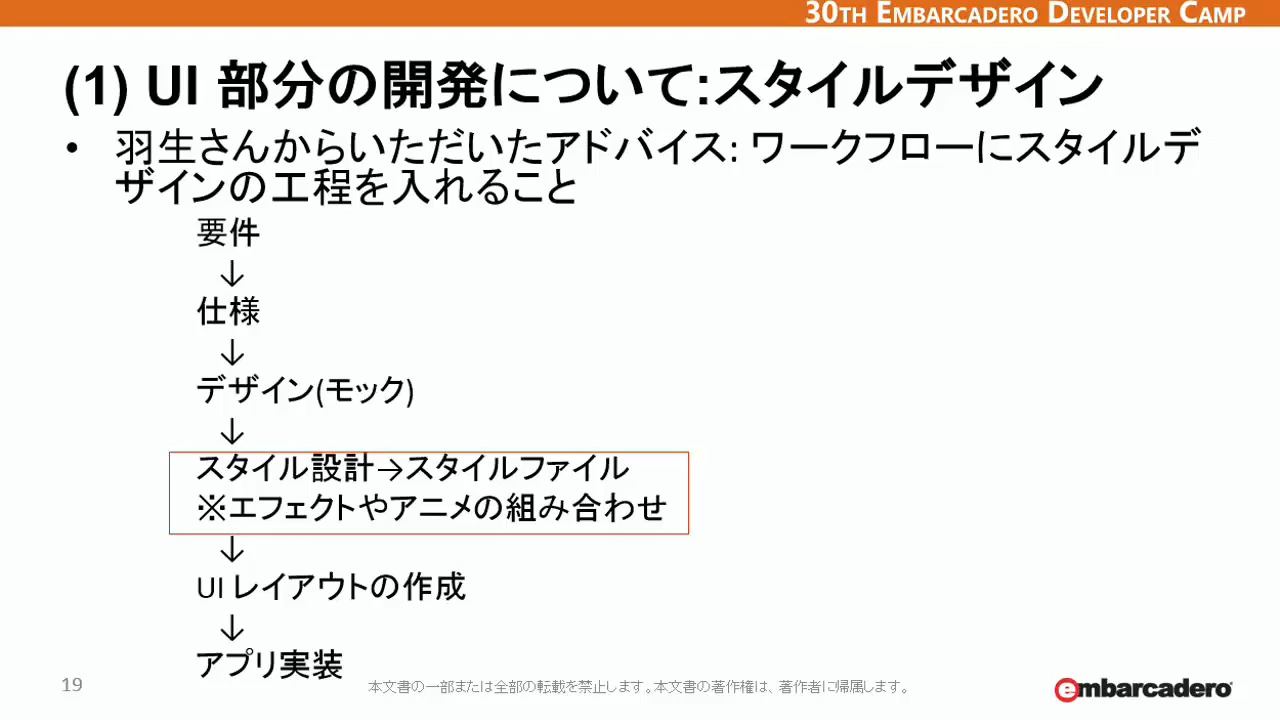 30TH EMBARCADERO DEVELOPER CAMP
(1) UI 部分の開発について:スタイルデザイン
• 羽生さんからいただいたアドバイス: ワークフローにスタイルデ
ザインの工程を入れること
要件
↓
仕様
↓
デザイン(モック)
↓
スタイル設計→スタイルファイル
※エフェクトやアニメの組み合わせ
↓
UI レイアウトの作成
↓
アプリ実装
19
本文書の一部または全部の転載を禁止します。本文書の著作権は、著作者に帰属します。
embarcadero